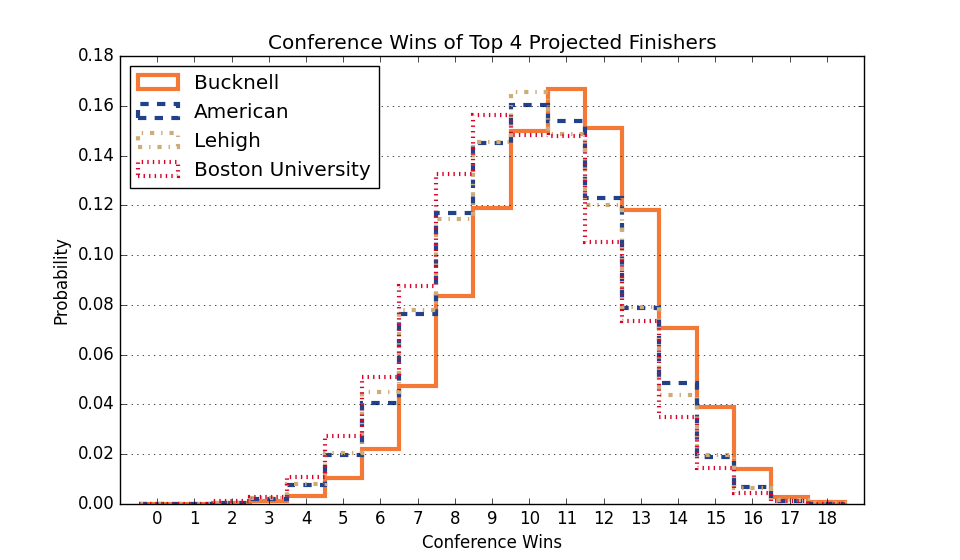 Conference Wins of Top 4 Projected Finishers
0.18
0.16
0.14
0.12
0.10
0.08
0.06
0.04
0.02
0.00
Probability
Bucknell
American
Lehigh
Boston University
0 1 2 3 4 5 6 7 8 9 10 11 12 13 14 15 16 17 18
Conference Wins